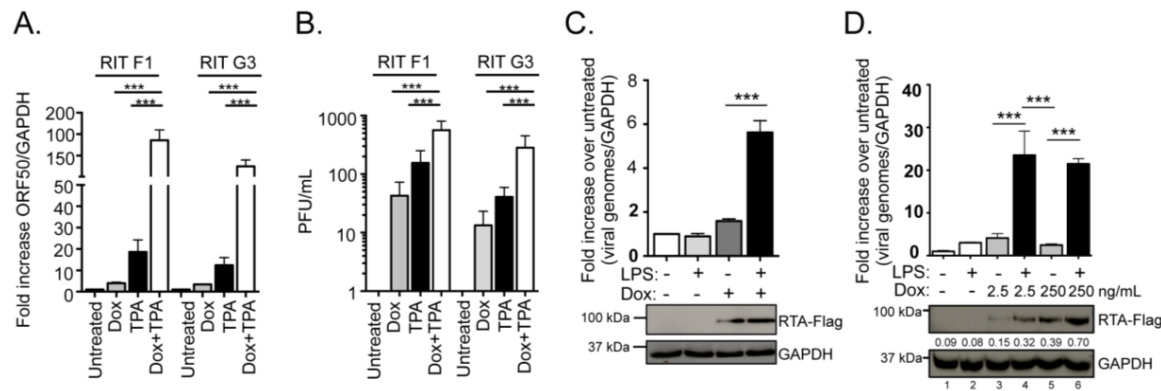 A.
RIT F1
RIT G3
***
***
***
***
Fold increase ORF50/GAPDH
200
150
100
50
40
30
20
10
0
Untreated
Dox
TPA
Dox+TPA
Untreated
Dox
TPA
Dox+TPA
B.
RIT F1
RIT G3
***
***
***
***
PFU/mL
1000
100
10
1
Untreated
Dox
TPA
Dox+TPA
Untreated
Dox
TPA
Dox+TPA
C.
***
Fold increase over untreated
(viral genomes/GAPDH)
8
6
4
2
0
LPS: - + - +
Dox: - - + +
100 kDa
RTA-Flag
37 kDa
GAPDH
D.
***
***
***
Fold increase over untreated
(viral genomes/GAPDH)
40
30
20
10
0
LPS: - + - + - +
Dox: - - 2.5 2.5 250 250 ng/mL
100 kDa
RTA-Flag
0.09 0.08 0.15 0.32 0.39 0.70
37 kDa
GAPDH
1 2 3 4 5 6